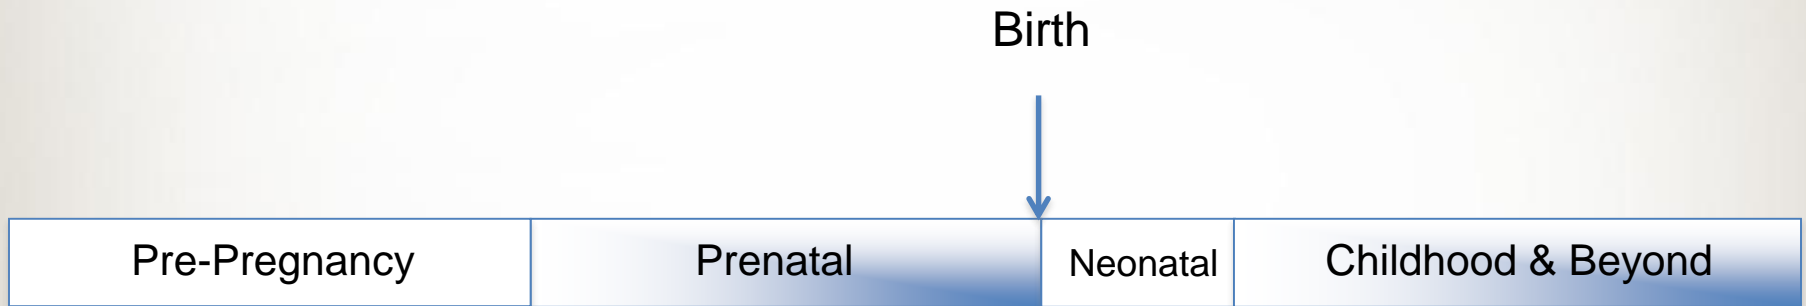 Birth
Pre-Pregnancy
Prenatal
Neonatal
Childhood & Beyond